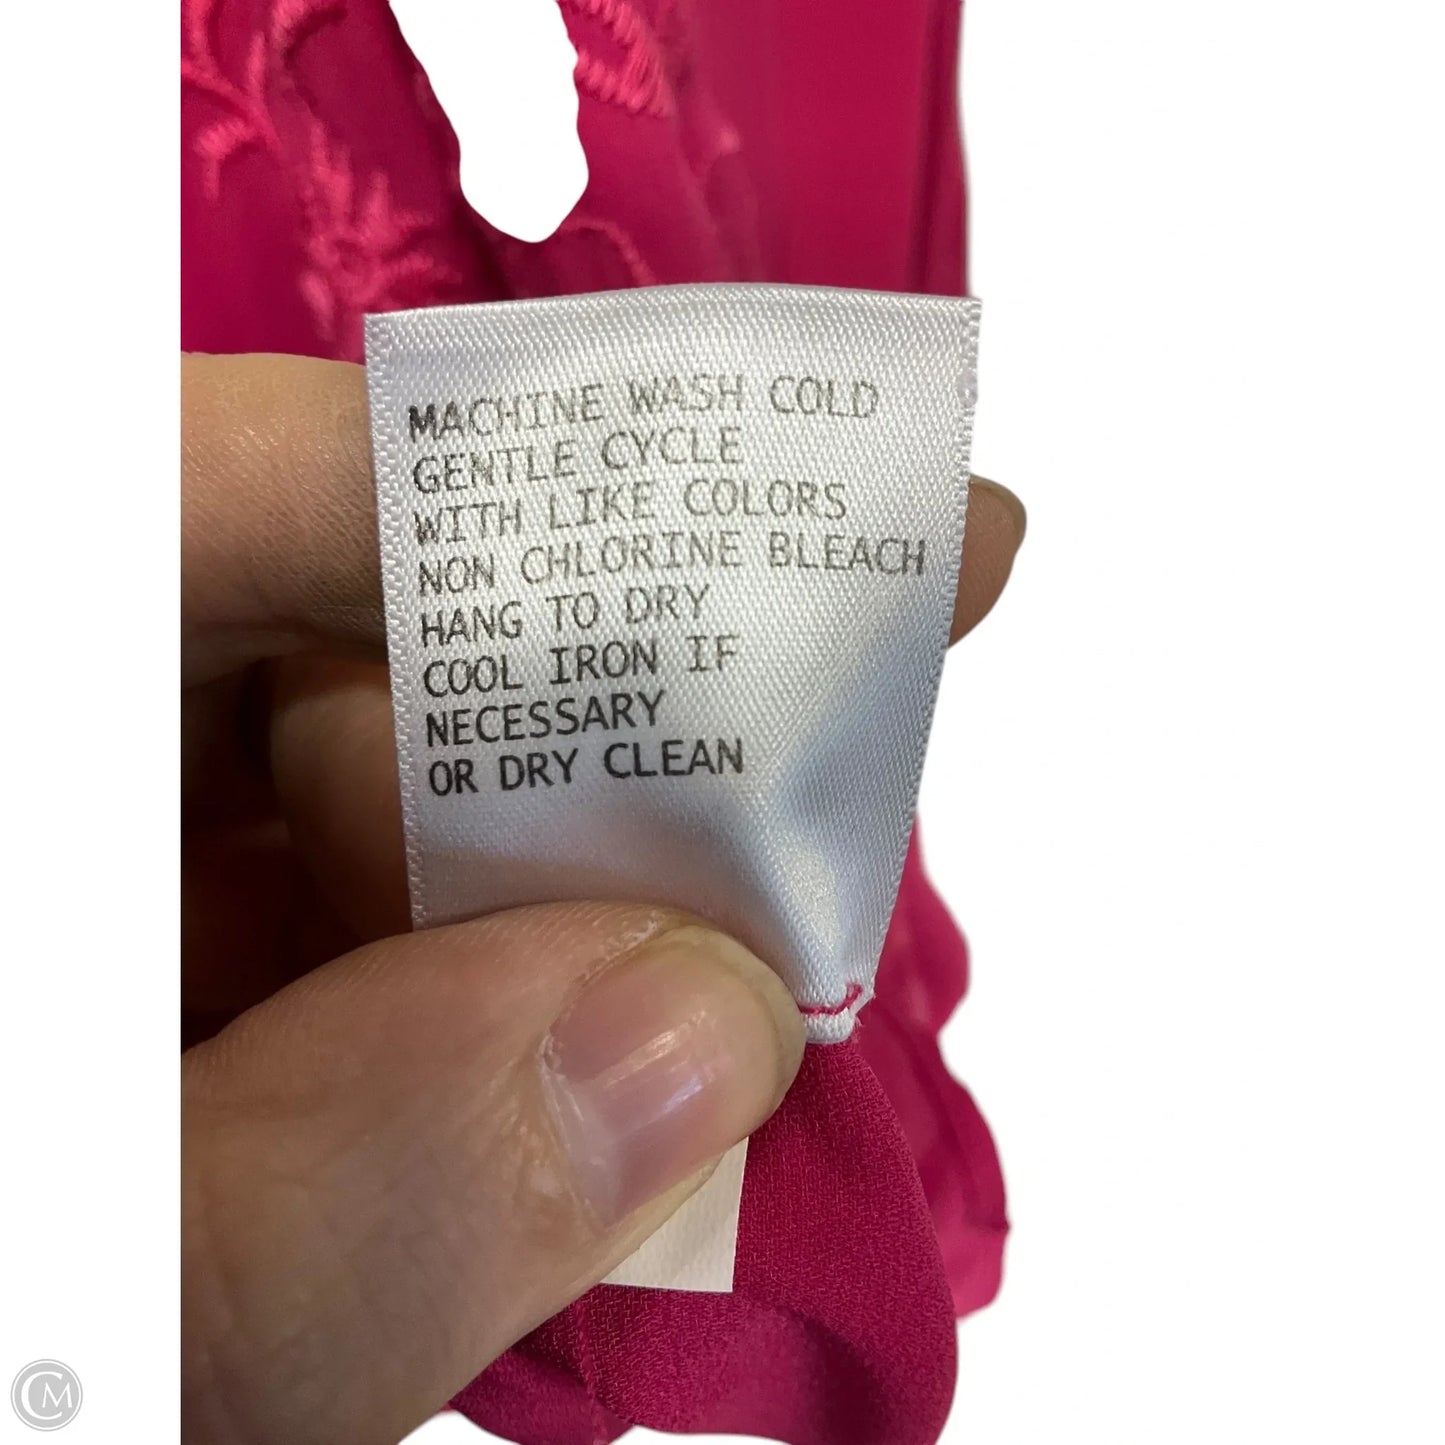 MACHINE WASH COLD
GENTLE CYCLE
WITH LIKE COLORS
NON CHLORINE BLEACH
HANG TO DRY
COOL IRON IF
NECESSARY
OR DRY CLEAN
CM